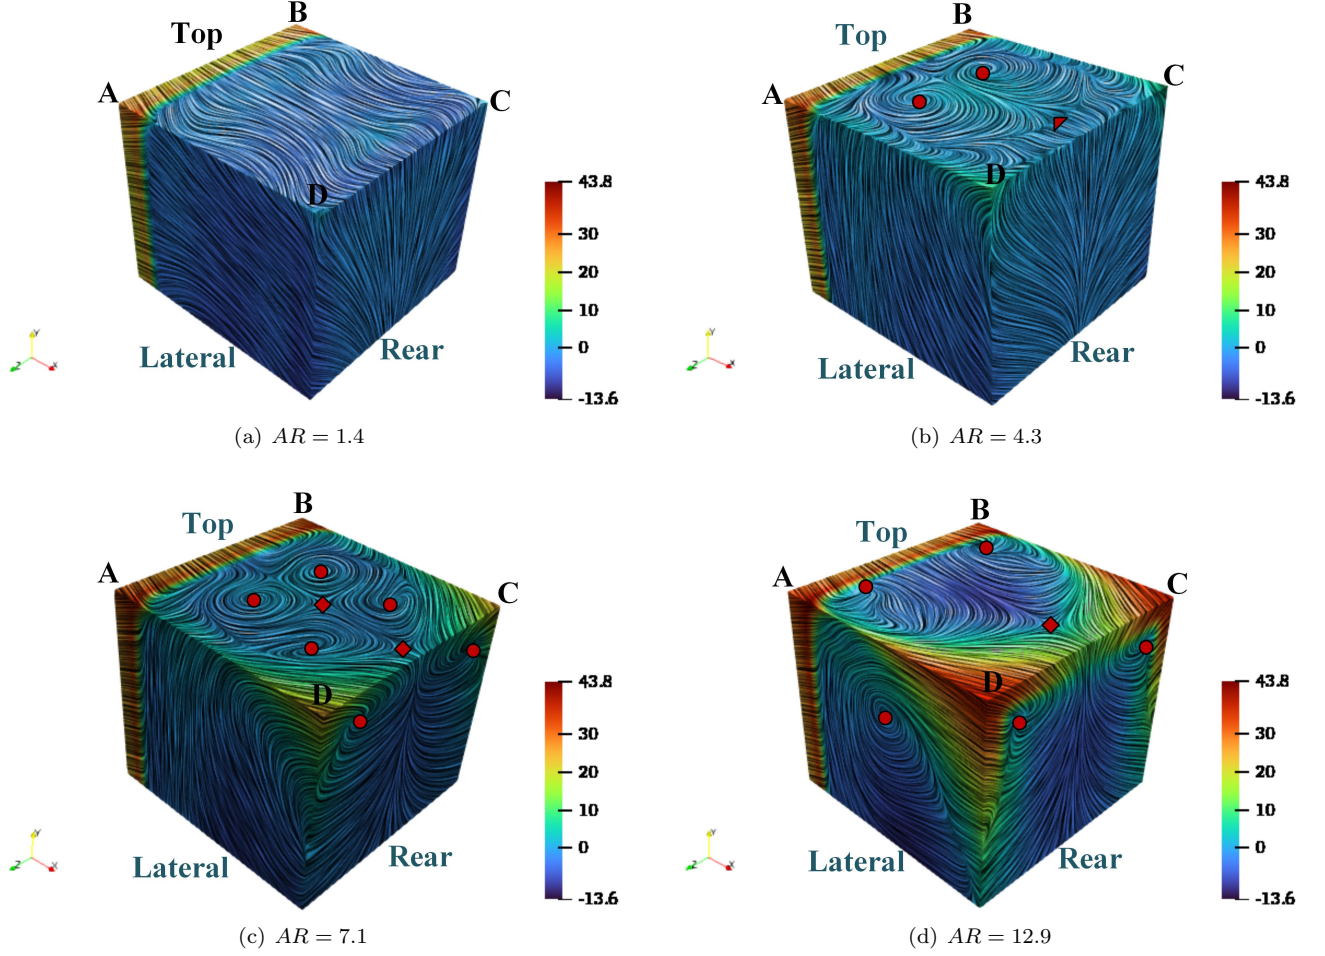 B
Top
A
C
D
Lateral
Rear
43.8
30
20
10
0
-13.6
Y
Z
X
(a) AR = 1.4
B
Top
A
C
D
Lateral
Rear
43.8
30
20
10
0
-13.6
Y
Z
X
(b) AR = 4.3
B
Top
A
C
D
Lateral
Rear
43.8
30
20
10
0
-13.6
Y
Z
X
(c) AR = 7.1
B
Top
A
C
D
Lateral
Rear
43.8
30
20
10
0
-13.6
Y
Z
X
(d) AR = 12.9